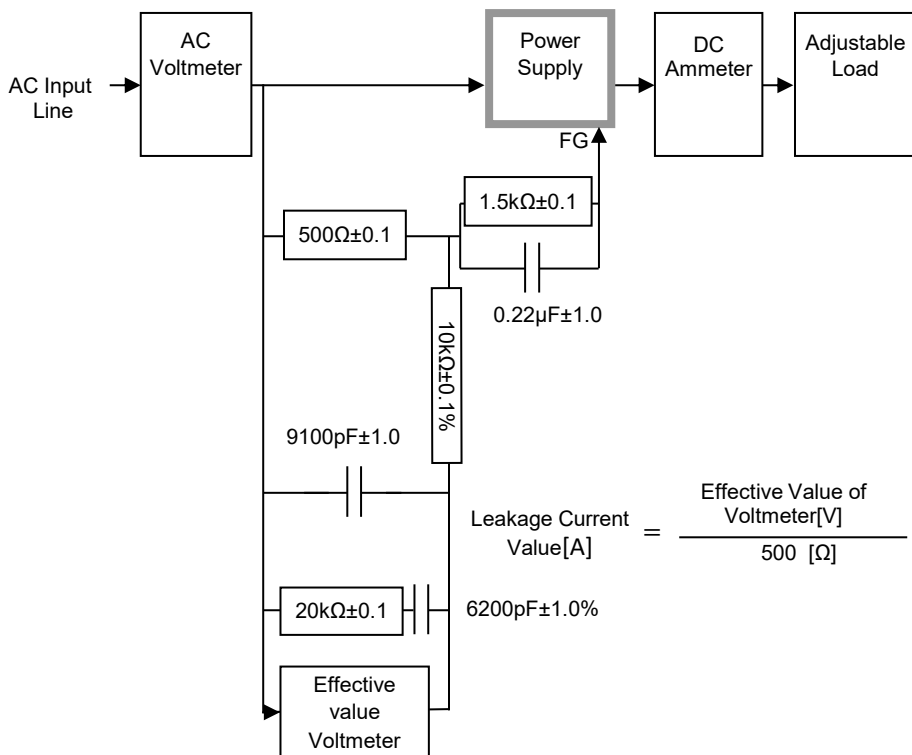 AC
Voltmeter
Power
Supply
DC
Ammeter
Adjustable
Load
AC Input
Line
FG
1.5kΩ±0.1
500Ω±0.1
0.22µF±1.0
10kΩ±0.1%
9100pF±1.0
Leakage Current
Value[A]
=
Effective Value of
Voltmeter[V]
500 [Ω]
20kΩ±0.1
6200pF±1.0%
Effective
value
Voltmeter